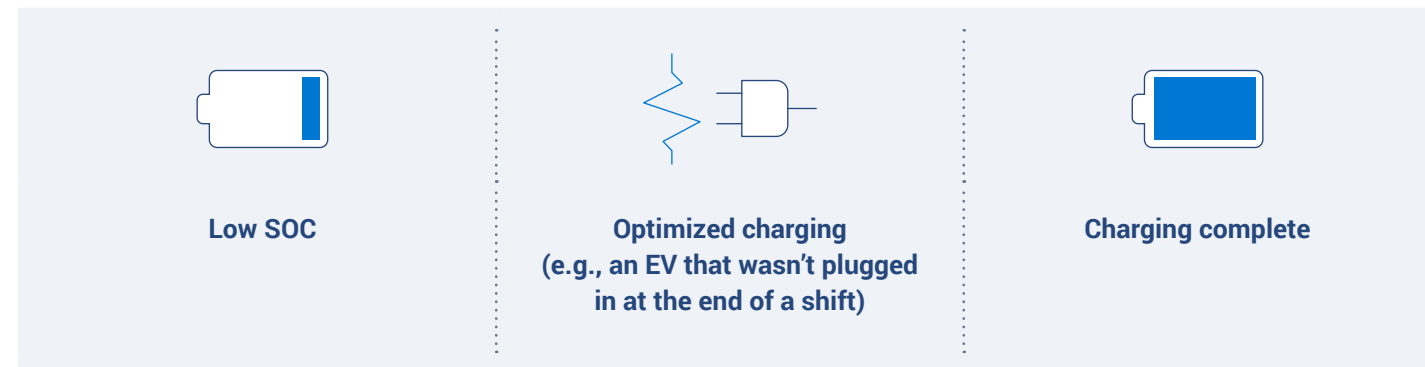 Low SOC
Optimized charging
(e.g., an EV that wasn’t plugged
in at the end of a shift)
Charging complete